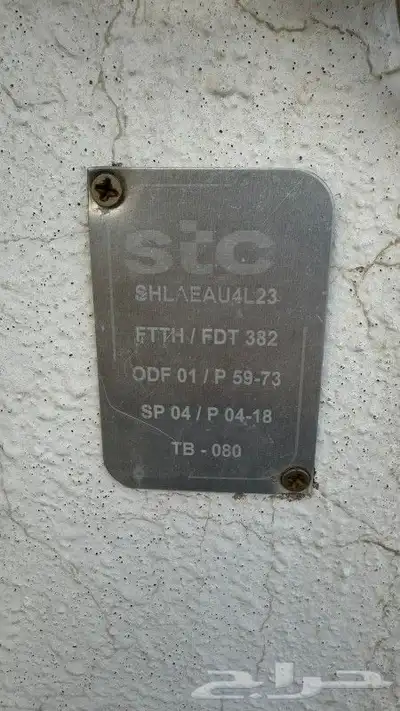 stc
SHLAEAU4L23
FTTH / FDT 382
ODF 01 / P 59-73
SP 04 / P 04-18
TB - 080
حراج